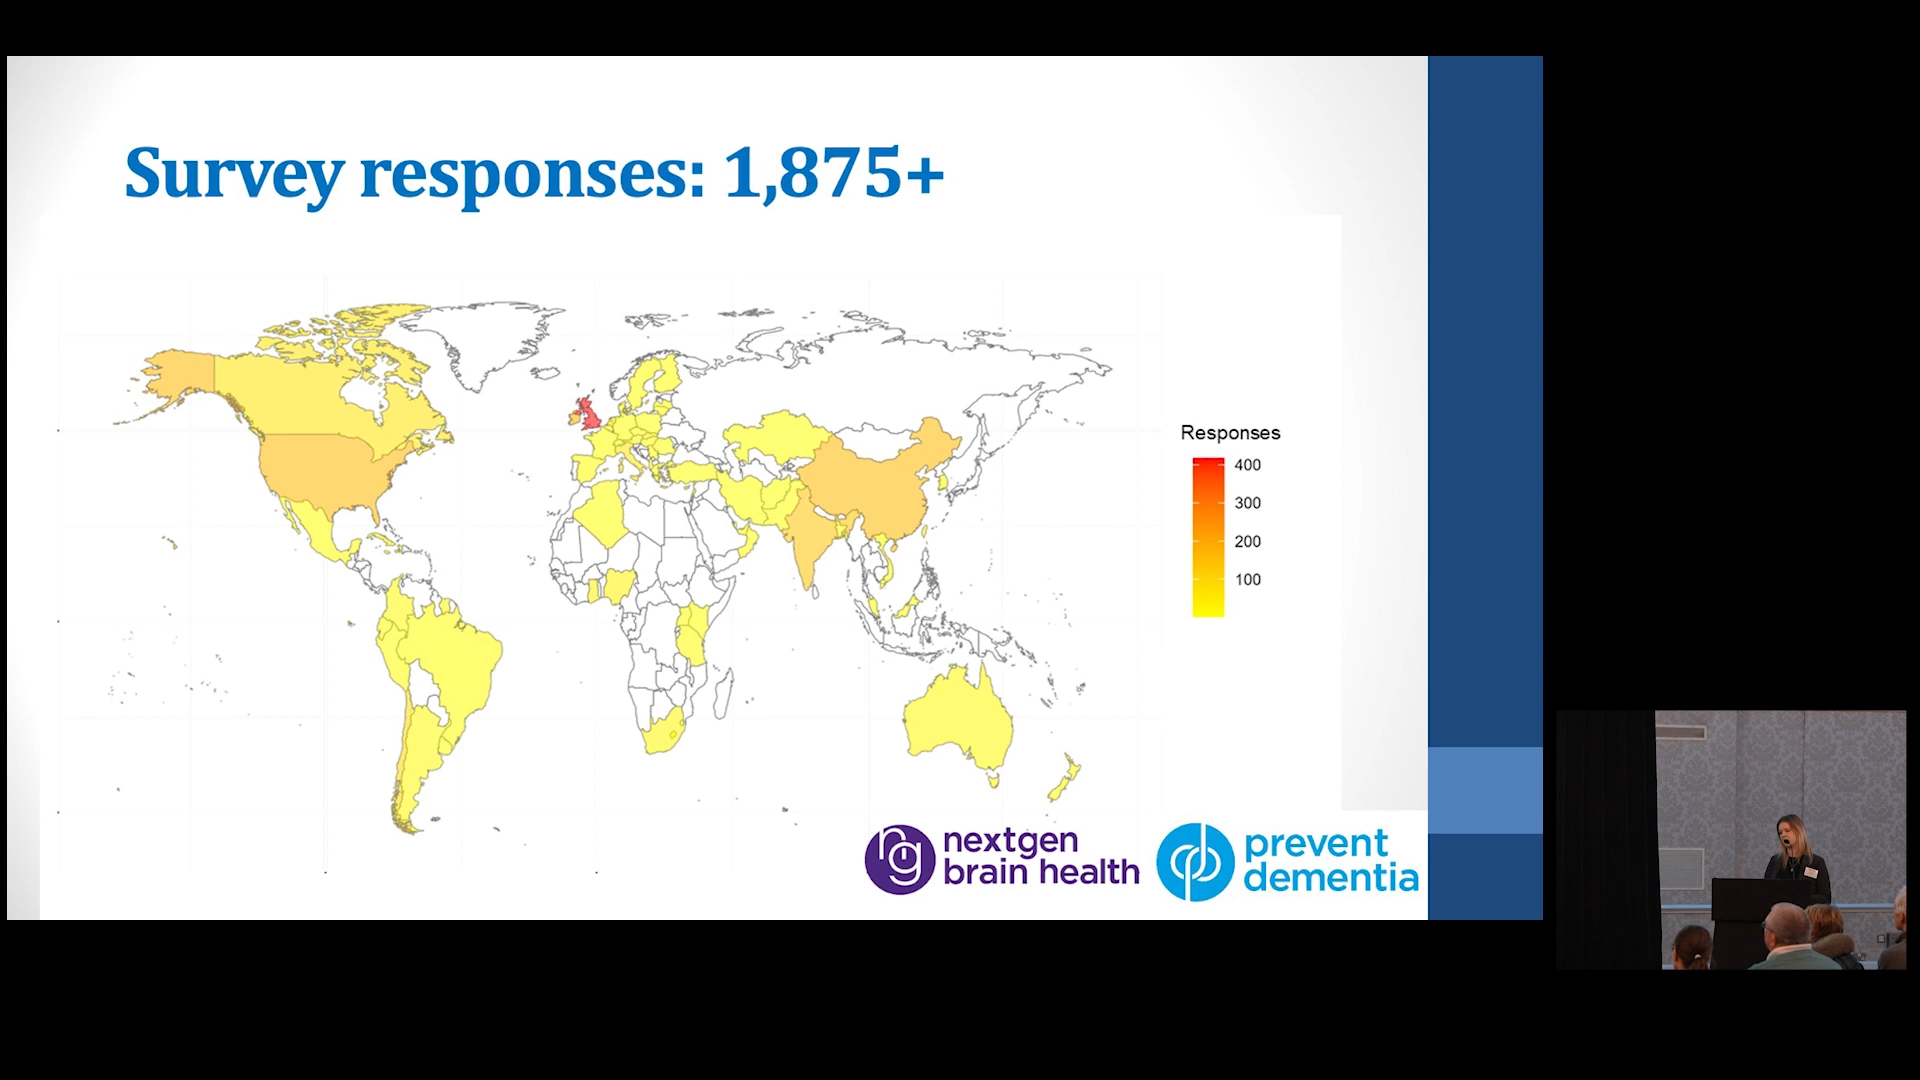 Survey responses: 1,875+
Responses
400
300
200
100
nextgen
brain health
prevent
dementia